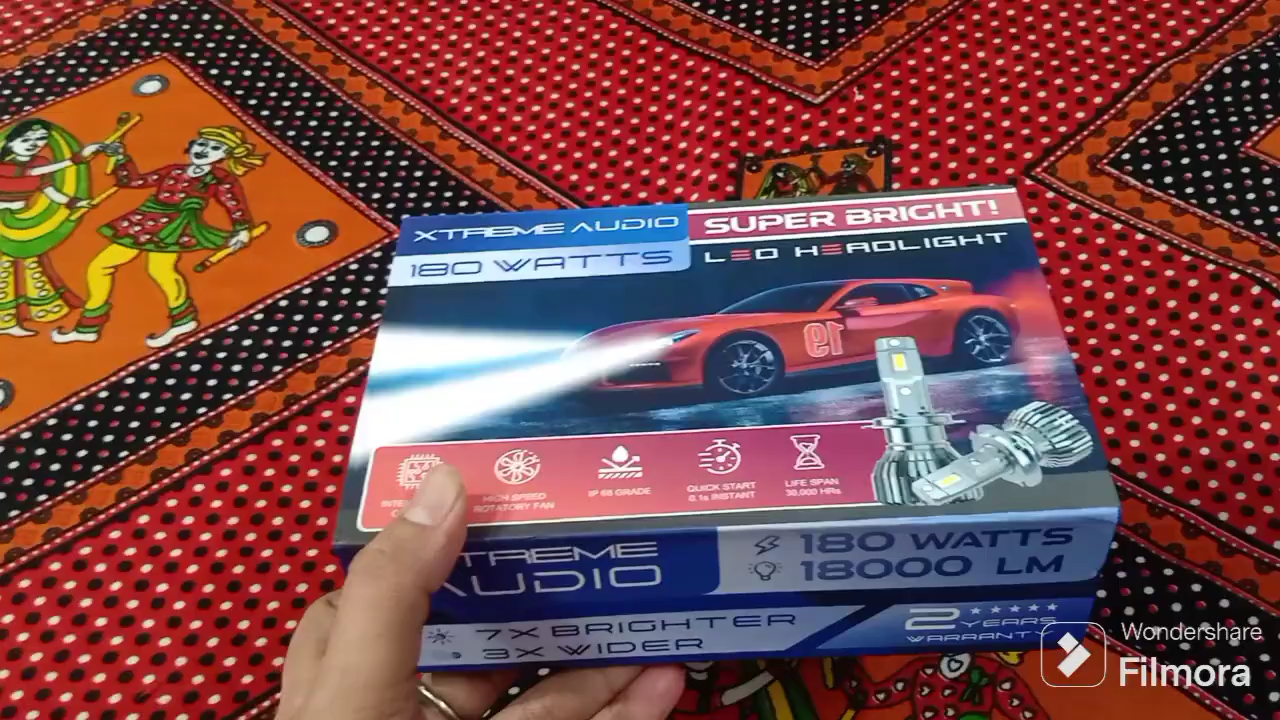 XTREME AUDIO
180 WATTS
SUPER BRIGHT!
LED HEADLIGHT
19
HIGH SPEED
ROTATORY FAN
IP 68 GRADE
QUICK START
0.1s INSTANT
LIFE SPAN
30,000 HRs
XTREME
AUDIO
180 WATTS
18000 LM
7X BRIGHTER
3X WIDER
2 YEARS
WARRANTY
Wondershare
Filmora